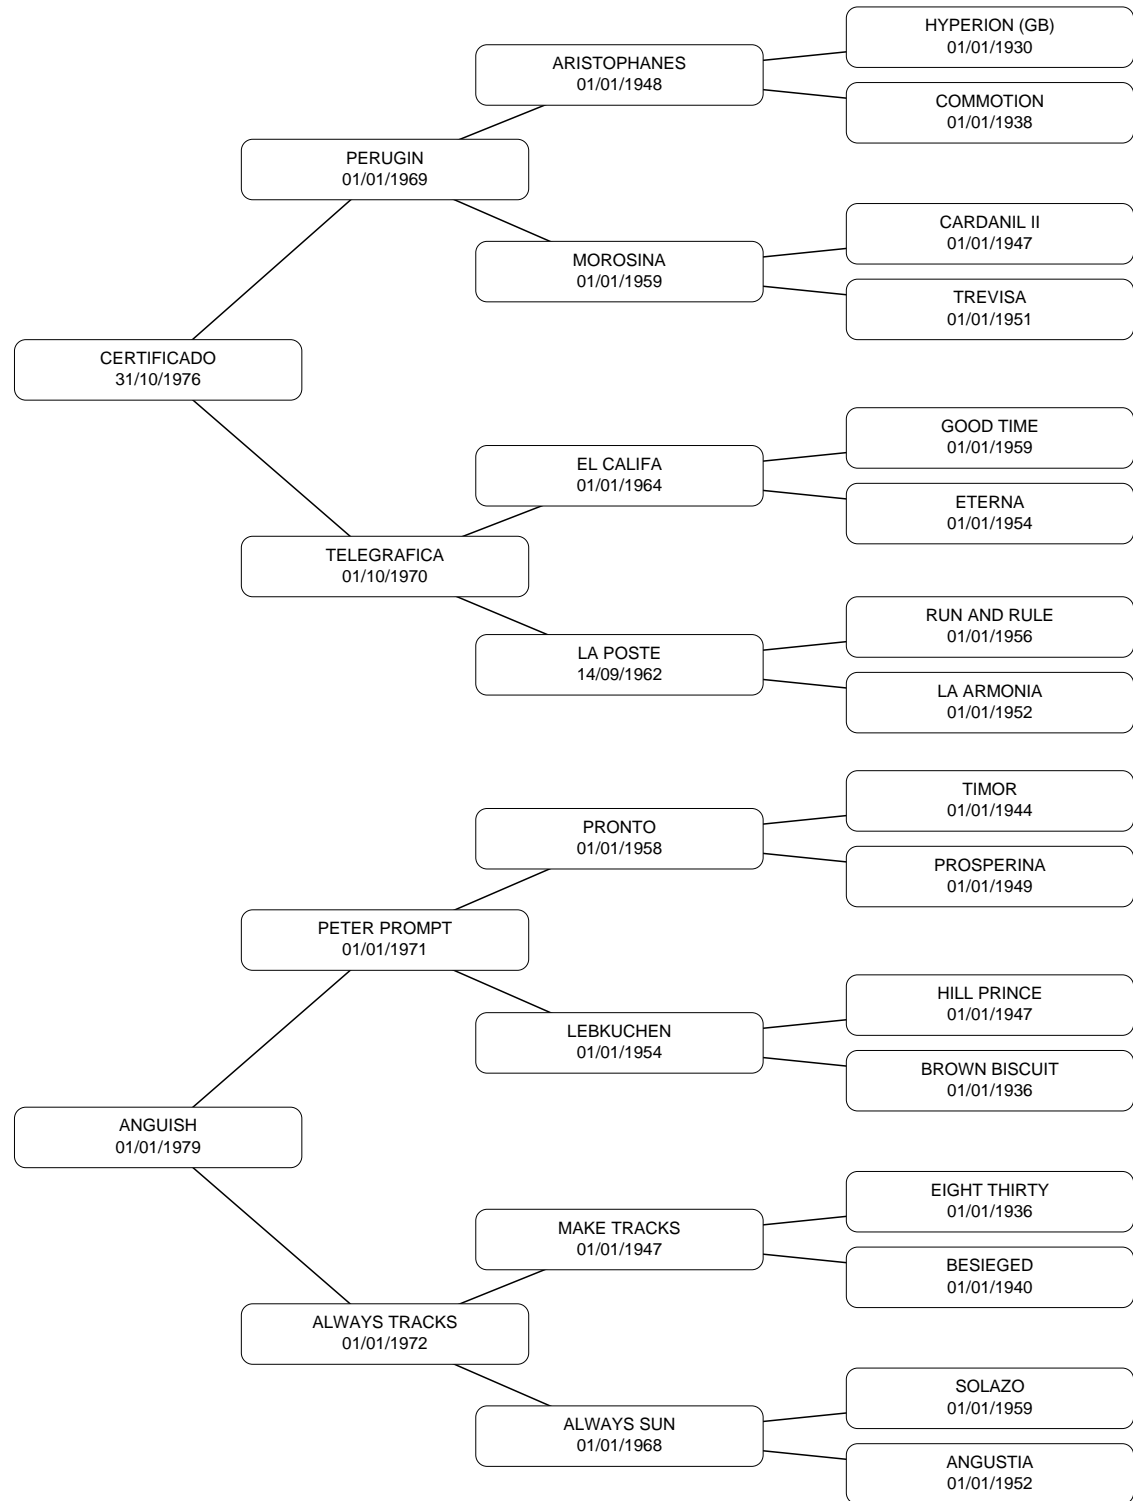 HYPERION (GB)
01/01/1930
ARISTOPHANES
01/01/1948
COMMOTION
01/01/1938
PERUGIN
01/01/1969
CARDANIL II
01/01/1947
MOROSINA
01/01/1959
TREVISA
01/01/1951
CERTIFICADO
31/10/1976
GOOD TIME
01/01/1959
EL CALIFA
01/01/1964
ETERNA
01/01/1954
TELEGRAFICA
01/10/1970
RUN AND RULE
01/01/1956
LA POSTE
14/09/1962
LA ARMONIA
01/01/1952
TIMOR
01/01/1944
PRONTO
01/01/1958
PROSPERINA
01/01/1949
PETER PROMPT
01/01/1971
HILL PRINCE
01/01/1947
LEBKUCHEN
01/01/1954
BROWN BISCUIT
01/01/1936
ANGUISH
01/01/1979
EIGHT THIRTY
01/01/1936
MAKE TRACKS
01/01/1947
BESIEGED
01/01/1940
ALWAYS TRACKS
01/01/1972
SOLAZO
01/01/1959
ALWAYS SUN
01/01/1968
ANGUSTIA
01/01/1952